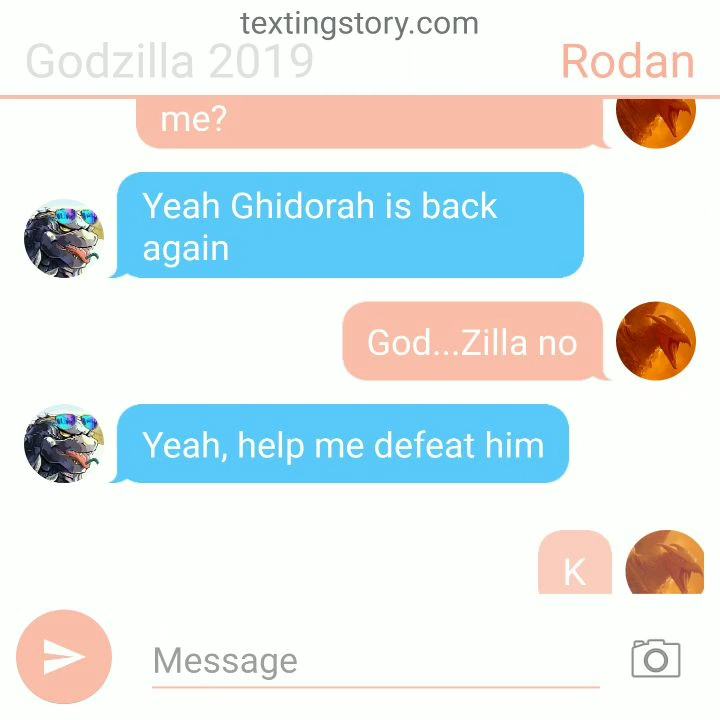 textingstory.com
Godzilla 2019
Rodan
me?
Yeah Ghidorah is back
again
God...Zilla no
Yeah, help me defeat him
K
Message